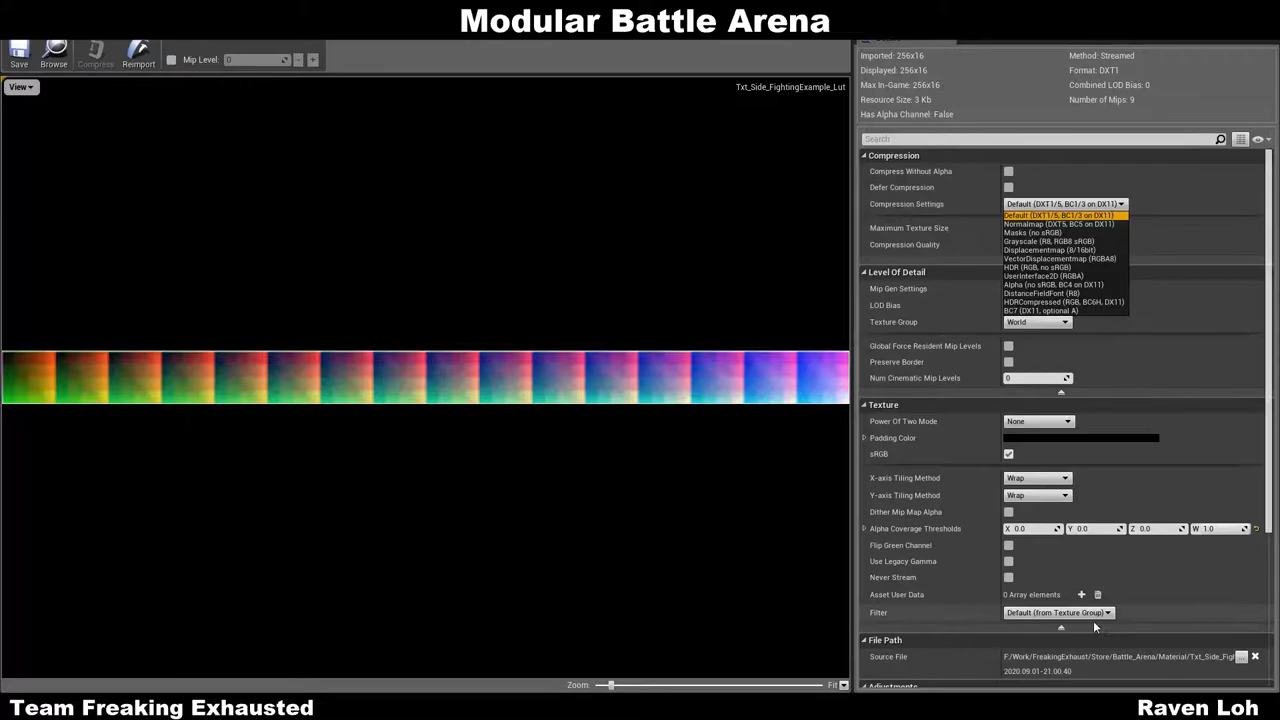 Modular Battle Arena
Save
Browse
Compress
Reimport
Mip Level: 0
View
Txt_Side_FightingExample_Lut
Zoom:
Fit
Imported: 256x16
Method: Streamed
Displayed: 256x16
Format: DXT1
Max In-Game: 256x16
Combined LOD Bias: 0
Resource Size: 3 Kb
Number of Mips: 9
Has Alpha Channel: False
Search
Compression
Compress Without Alpha
Defer Compression
Compression Settings
Default (DXT1/5, BC1/3 on DX11)
Default (DXT1/5, BC1/3 on DX11)
Normalmap (DXT5, BC5 on DX11)
Masks (no sRGB)
Grayscale (R8, RGB8 sRGB)
Displacementmap (8/16bit)
VectorDisplacementmap (RGBA8)
HDR (RGB, no sRGB)
UserInterface2D (RGBA)
Alpha (no sRGB, BC4 on DX11)
DistanceFieldFont (R8)
HDRCompressed (RGB, BC6H, DX11)
BC7 (DX11, optional A)
Maximum Texture Size
Compression Quality
Level Of Detail
Mip Gen Settings
LOD Bias
Texture Group
World
Global Force Resident Mip Levels
Preserve Border
Num Cinematic Mip Levels
0
Texture
Power Of Two Mode
None
Padding Color
sRGB
X-axis Tiling Method
Wrap
Y-axis Tiling Method
Wrap
Dither Mip Map Alpha
Alpha Coverage Thresholds
X 0.0 Y 0.0 Z 0.0 W 1.0
Flip Green Channel
Use Legacy Gamma
Never Stream
Asset User Data
0 Array elements
Filter
Default (from Texture Group)
File Path
Source File
F:/Work/FreakingExhaust/Store/Battle_Arena/Material/Txt_Side_Figh
2020.09.01-21.00.40
Adjustments
Team Freaking Exhausted
Raven Loh